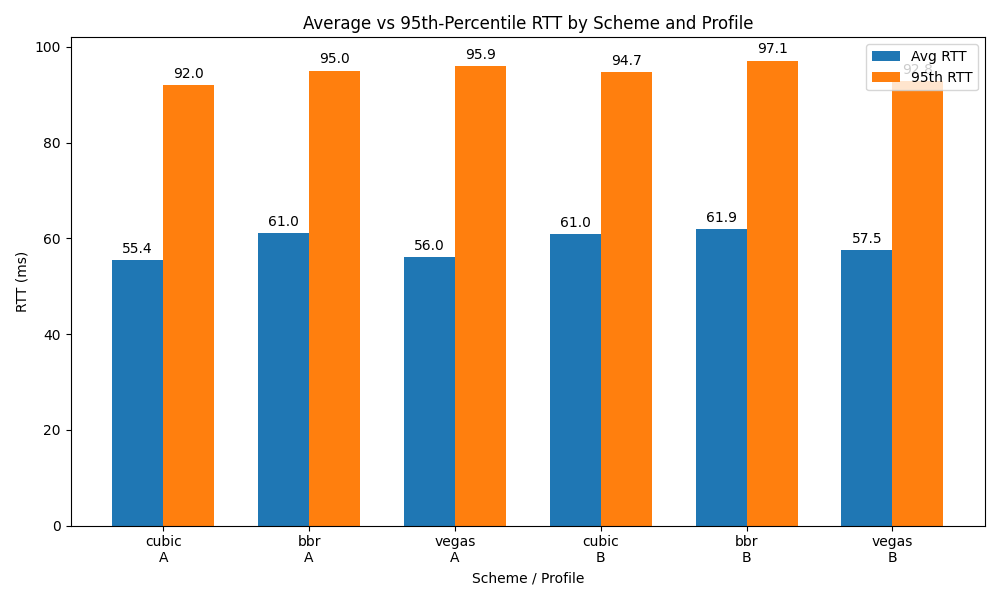 Average vs 95th-Percentile RTT by Scheme and Profile
Avg RTT
95th RTT
RTT (ms)
100
80
60
40
20
0
55.4
92.0
61.0
95.0
56.0
95.9
61.0
94.7
61.9
97.1
57.5
92.8
cubic
A
bbr
A
vegas
A
cubic
B
bbr
B
vegas
B
Scheme / Profile